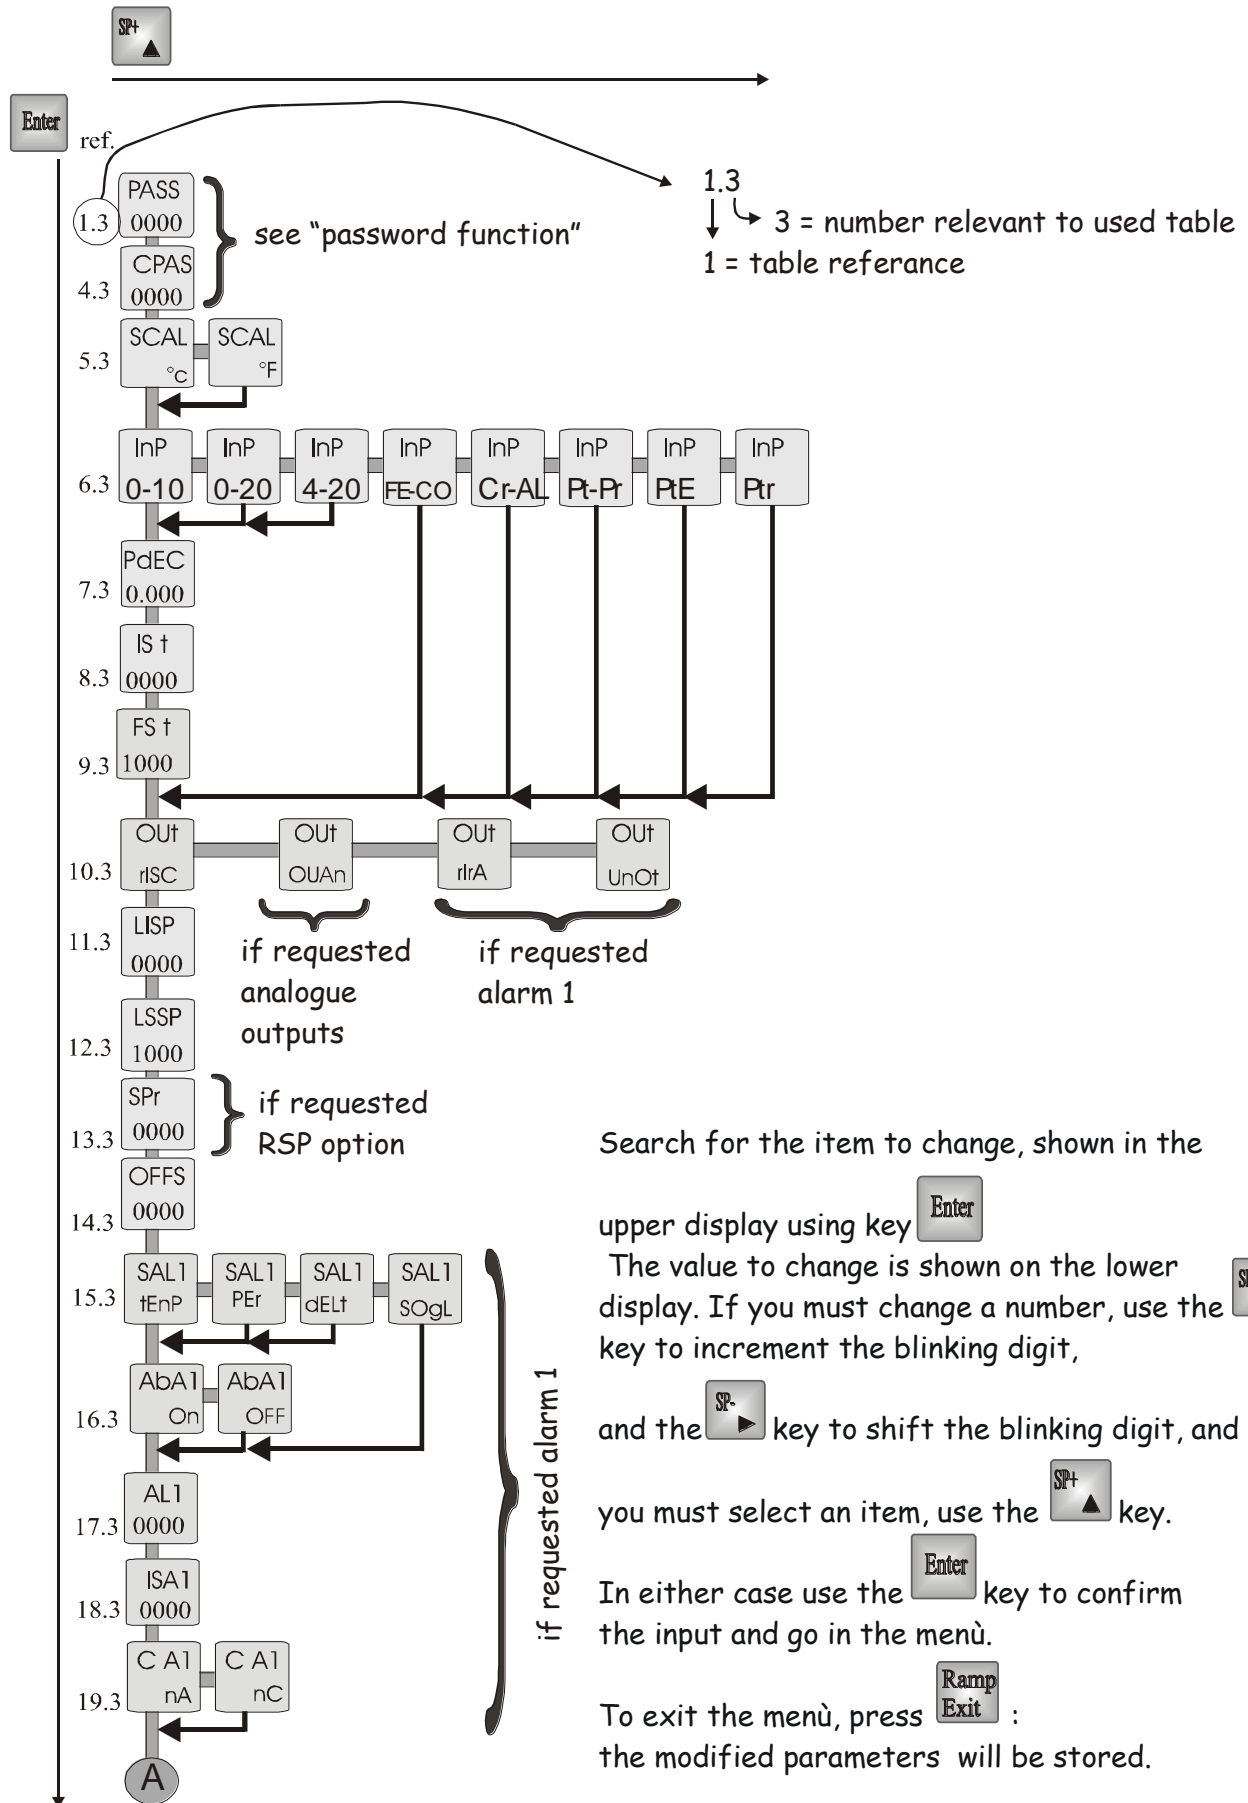 SP+
Enter
ref.
1.3
PASS
0000
see “password function”
1.3
3 = number relevant to used table
1 = table referance
4.3
CPAS
0000
5.3
SCAL
°c
SCAL
°F
6.3
InP
0-10
InP
0-20
InP
4-20
InP
FE-CO
InP
Cr-AL
InP
Pt-Pr
InP
PtE
InP
Ptr
7.3
PdEC
0.000
8.3
IS t
0000
9.3
FS t
1000
10.3
OUt
rISC
OUt
OUAn
OUt
rIrA
OUt
UnOt
if requested
analogue
outputs
if requested
alarm 1
11.3
LISP
0000
12.3
LSSP
1000
13.3
SPr
0000
if requested
RSP option
14.3
OFFS
0000
15.3
SAL1
tEnP
SAL1
PEr
SAL1
dELt
SAL1
SOgL
16.3
AbA1
On
AbA1
OFF
17.3
AL1
0000
18.3
ISA1
0000
19.3
C A1
nA
C A1
nC
A
if requested alarm 1
Search for the item to change, shown in the
upper display using key Enter
The value to change is shown on the lower
display. If you must change a number, use the
key to increment the blinking digit,
and the SP- key to shift the blinking digit, and
you must select an item, use the SP+ key.
In either case use the Enter key to confirm
the input and go in the menù.
To exit the menù, press Ramp Exit :
the modified parameters will be stored.